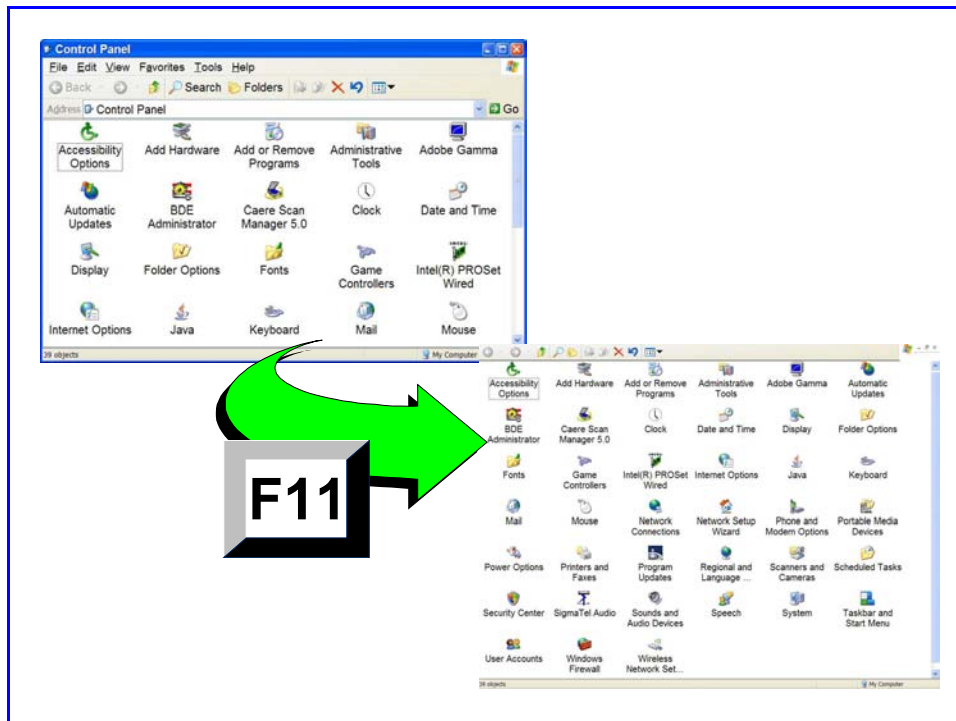 Control Panel
File Edit View Favorites Tools Help
Back Search Folders
Address Control Panel Go
Accessibility Options Add Hardware Add or Remove Programs Administrative Tools Adobe Gamma
Automatic Updates BDE Administrator Caere Scan Manager 5.0 Clock Date and Time
Display Folder Options Fonts Game Controllers Intel(R) PROSet Wired
Internet Options Java Keyboard Mail Mouse
39 objects My Computer
F11
Accessibility Options Add Hardware Add or Remove Programs Administrative Tools Adobe Gamma Automatic Updates
BDE Administrator Caere Scan Manager 5.0 Clock Date and Time Display Folder Options
Fonts Game Controllers Intel(R) PROSet Wired Internet Options Java Keyboard
Mail Mouse Network Connections Network Setup Wizard Phone and Modem Options Portable Media Devices
Power Options Printers and Faxes Program Updates Regional and Language ... Scanners and Cameras Scheduled Tasks
Security Center SigmaTel Audio Sounds and Audio Devices Speech System Taskbar and Start Menu
User Accounts Windows Firewall Wireless Network Set...
39 objects My Computer